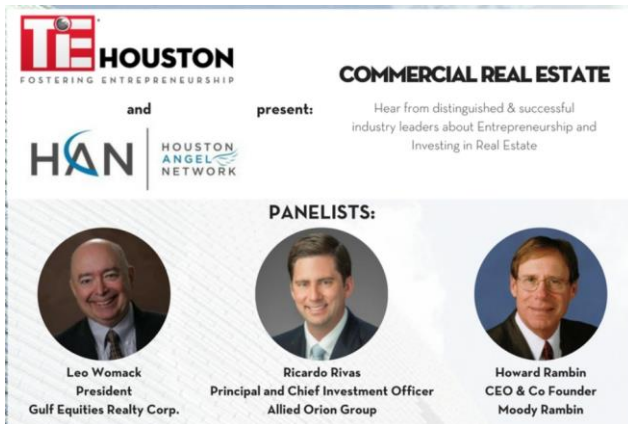 TiE HOUSTON
FOSTERING ENTREPRENEURSHIP
and present:
HAN HOUSTON
ANGEL
NETWORK
COMMERCIAL REAL ESTATE
Hear from distinguished & successful
industry leaders about Entrepreneurship and
Investing in Real Estate
PANELISTS:
Leo Womack
President
Gulf Equities Realty Corp.
Ricardo Rivas
Principal and Chief Investment Officer
Allied Orion Group
Howard Rambin
CEO & Co Founder
Moody Rambin